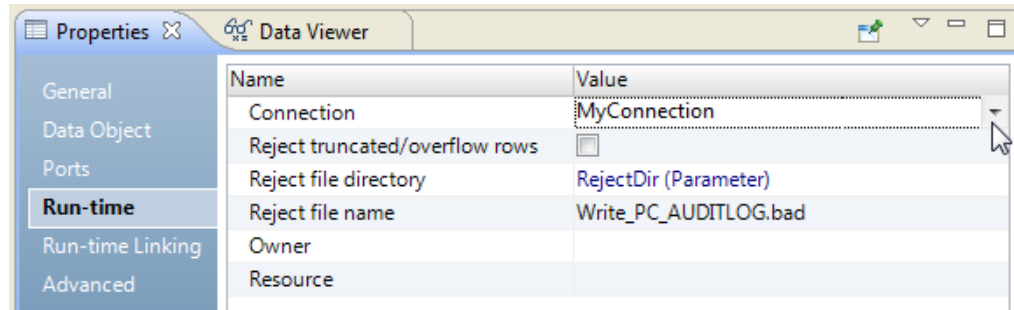 Properties Data Viewer
General
Data Object
Ports
Run-time
Run-time Linking
Advanced
Name Value
Connection MyConnection
Reject truncated/overflow rows
Reject file directory RejectDir (Parameter)
Reject file name Write_PC_AUDITLOG.bad
Owner
Resource